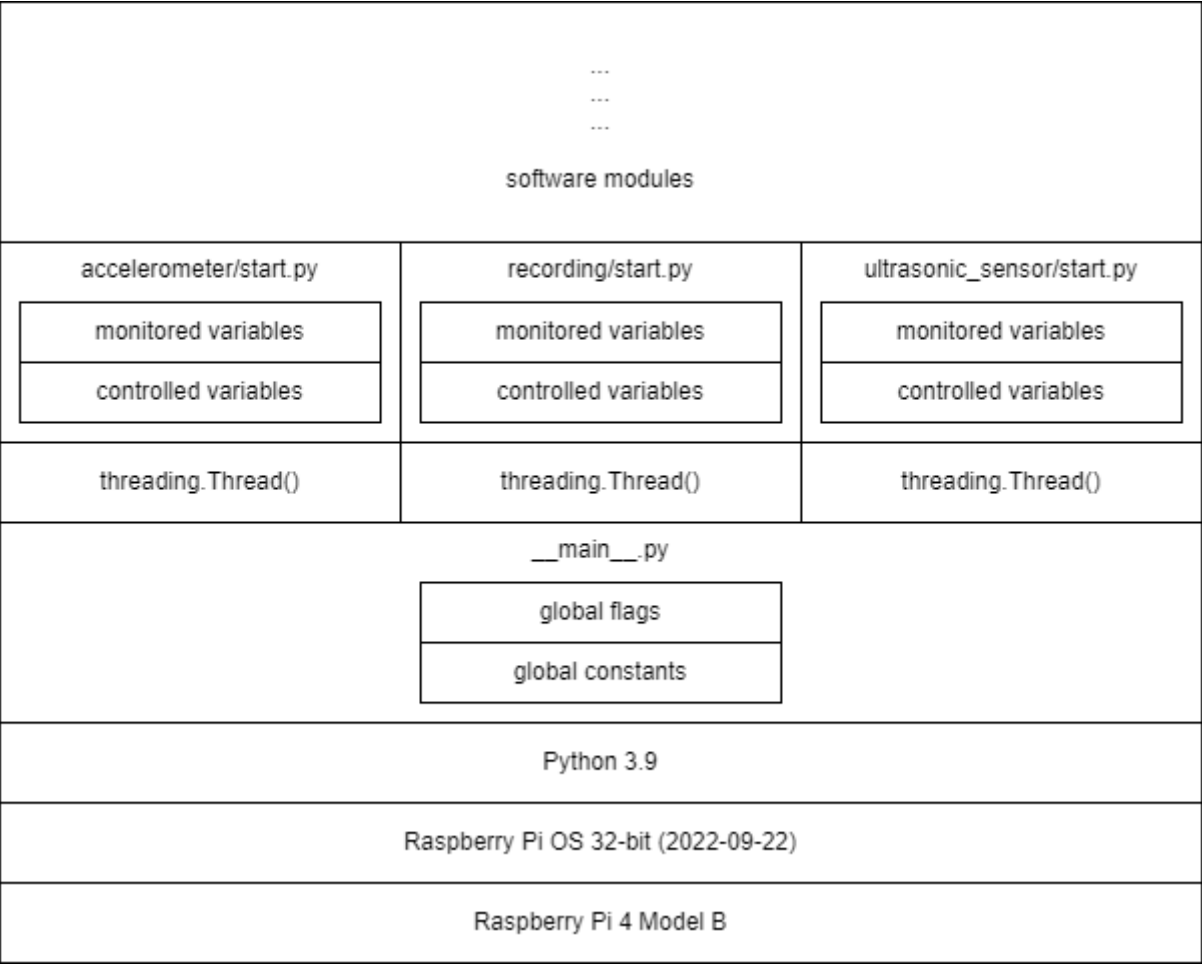 ...
...
...
software modules
accelerometer/start.py
recording/start.py
ultrasonic_sensor/start.py
monitored variables
monitored variables
monitored variables
controlled variables
controlled variables
controlled variables
threading.Thread()
threading.Thread()
threading.Thread()
__main__.py
global flags
global constants
Python 3.9
Raspberry Pi OS 32-bit (2022-09-22)
Raspberry Pi 4 Model B